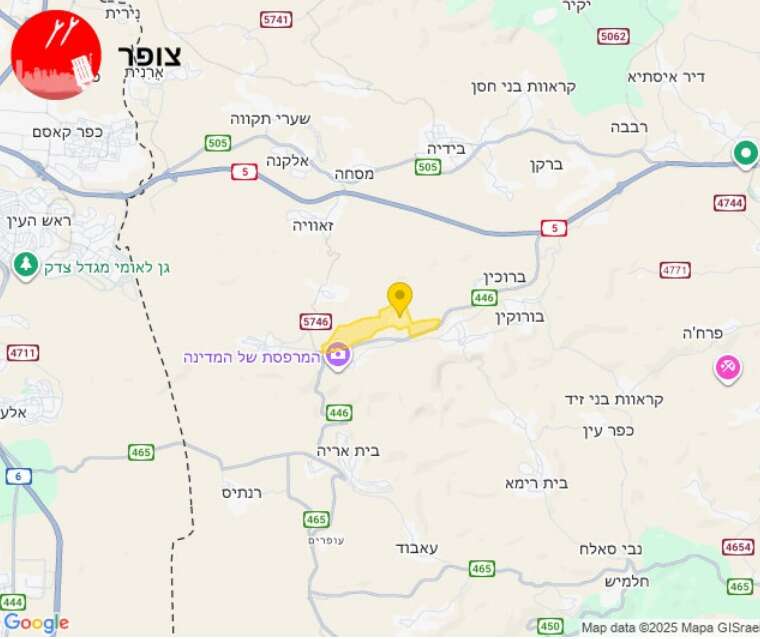 יקיר
נירית
5741
5062
צופר
ארנית
דיר איסתיא
קראוות בני חסן
שערי תקווה
כפר קאסם
רבבה
505
בידיה
אלקנה
ברקן
505
5
מסחה
4744
זאוויה
ראש העין
5
גן לאומי מגדל צדק
4771
ברוכין
446
בורוקין
5746
פרח'ה
4711
המרפסת של המדינה
קראוות בני זיד
446
אלע
כפר עין
465
בית אריה
6
בית רימא
רנתיס
465
עופרים
עאבוד
נבי סאלח
4654
465
חלמיש
465
444
450
Google
Map data ©2025 Mapa GISrae